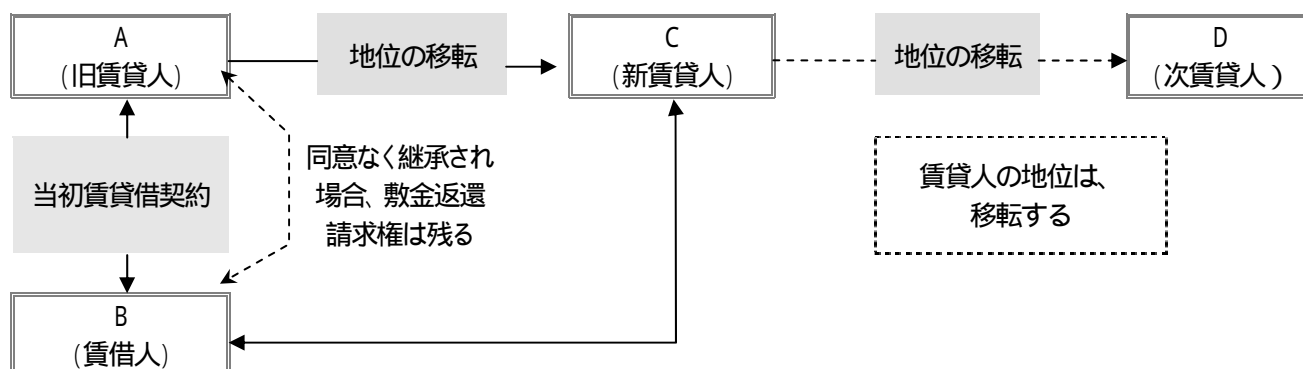 A
(旧賃貸人)
地位の移転
C
(新賃貸人)
地位の移転
D
(次賃貸人)
当初賃貸借契約
同意なく継承され
場合、敷金返還
請求権は残る
賃貸人の地位は、
移転する
B
(賃借人)